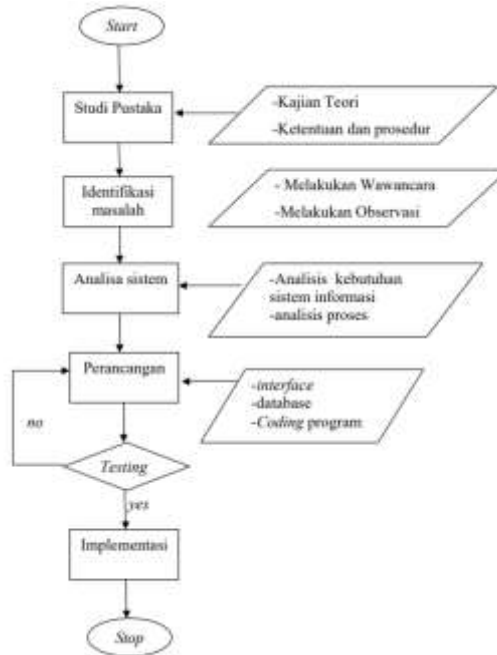 Start
Studi Pustaka
-Kajian Teori
-Ketentuan dan prosedur
Identifikasi
masalah
- Melakukan Wawancara
-Melakukan Observasi
Analisa sistem
-Analisis kebutuhan
sistem informasi
-analisis proses
Perancangan
-interface
-database
-Coding program
no
Testing
yes
Implementasi
Stop